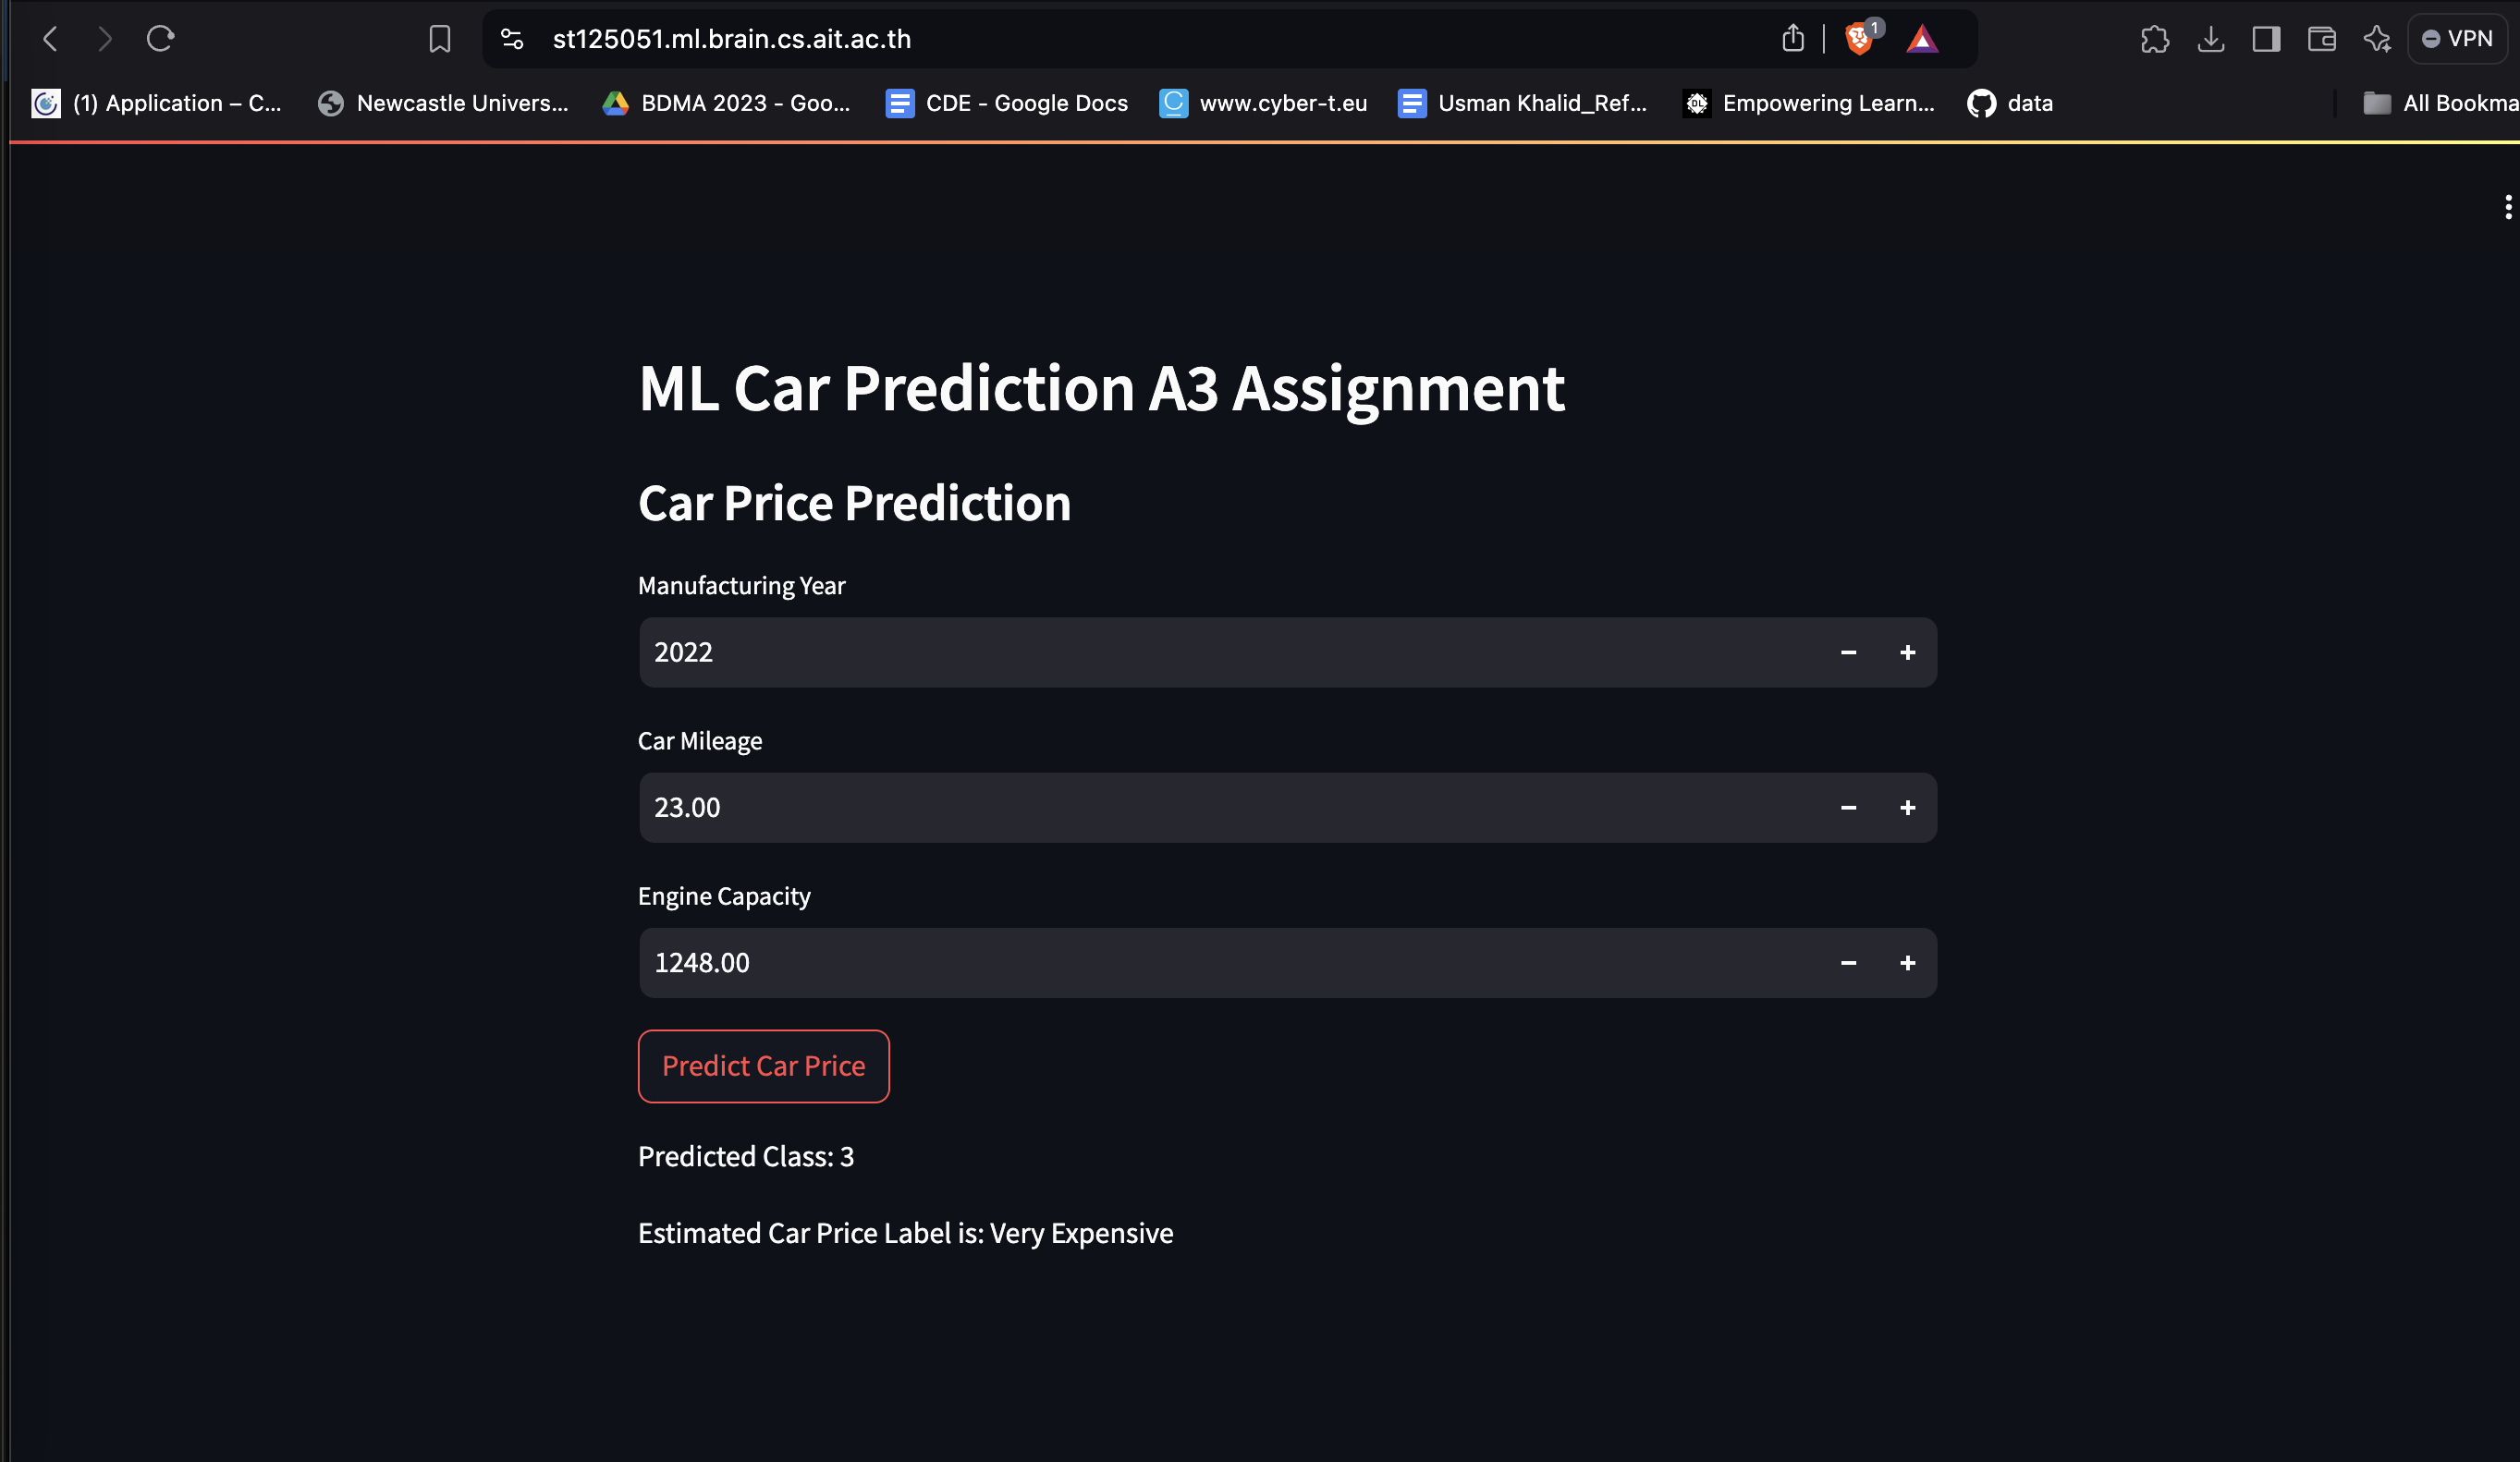 st125051.ml.brain.cs.ait.ac.th
1
VPN
(1) Application – C...
Newcastle Univers...
BDMA 2023 - Goo...
CDE - Google Docs
www.cyber-t.eu
Usman Khalid_Ref...
Empowering Learn...
data
All Bookma
ML Car Prediction A3 Assignment
Car Price Prediction
Manufacturing Year
2022
Car Mileage
23.00
Engine Capacity
1248.00
Predict Car Price
Predicted Class: 3
Estimated Car Price Label is: Very Expensive